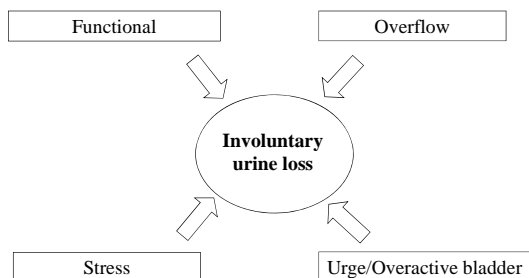 Functional
Overflow
Involuntary
urine loss
Stress
Urge/Overactive bladder